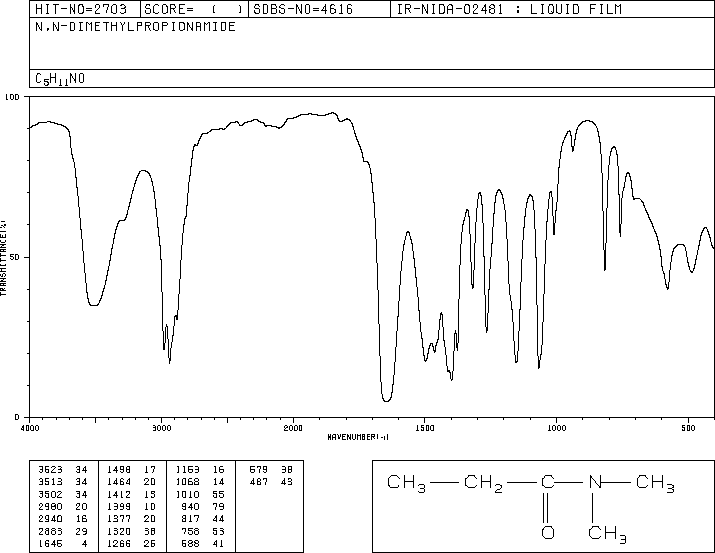 HIT-NO=2703 SCORE= ( ) SDBS-NO=4616 IR-NIDA-02481 : LIQUID FILM
N,N-DIMETHYLPROPIONAMIDE
C5H11NO
100
50
0
TRANSMITTANCE(%)
4000 3000 2000 1500 1000 500
WAVENUMBER(-1)
3523 34 1498 17 1153 16 579 38
3513 34 1464 20 1068 14 487 43
3502 34 1412 15 1010 55
2980 20 1399 10 940 79
2940 16 1377 20 817 44
2883 29 1320 38 758 53
1645 4 1266 25 688 41
CH3 CH2 C N CH3
O CH3